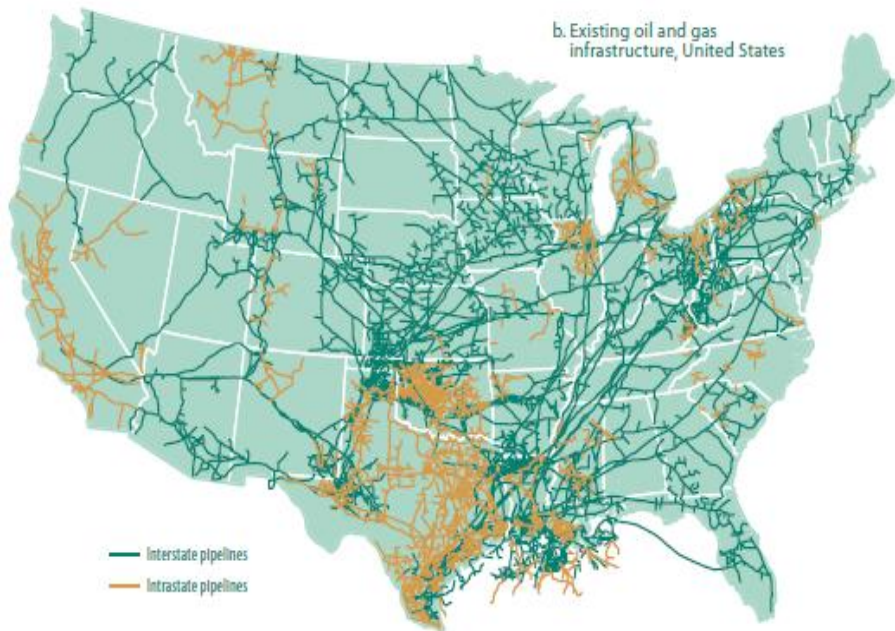 b. Existing oil and gas
infrastructure, United States
Interstate pipelines
Intrastate pipelines